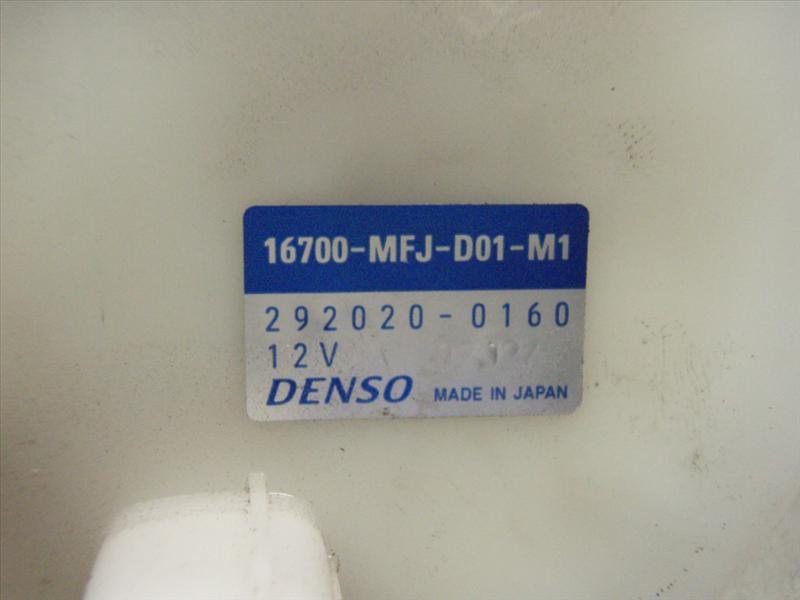 16700-MFJ-D01-M1
292020-0160
12V
DENSO MADE IN JAPAN